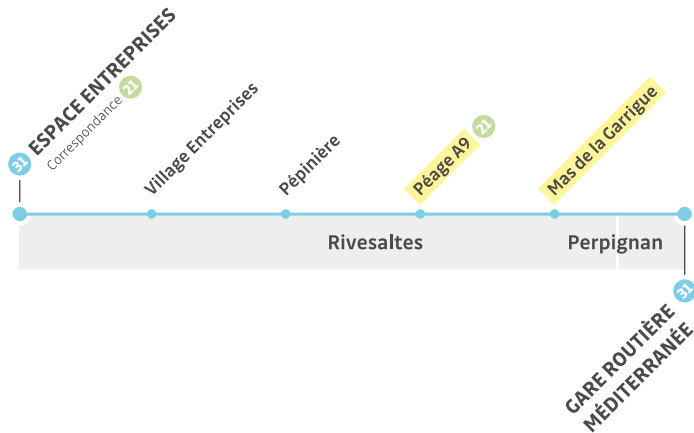 31 ESPACE ENTREPRISES
Correspondance 21
Village Entreprises
Pépinière
Péage A9 21
Mas de la Garrigue
Rivesaltes
Perpignan
31
GARE ROUTIÈRE
MÉDITERRANÉE